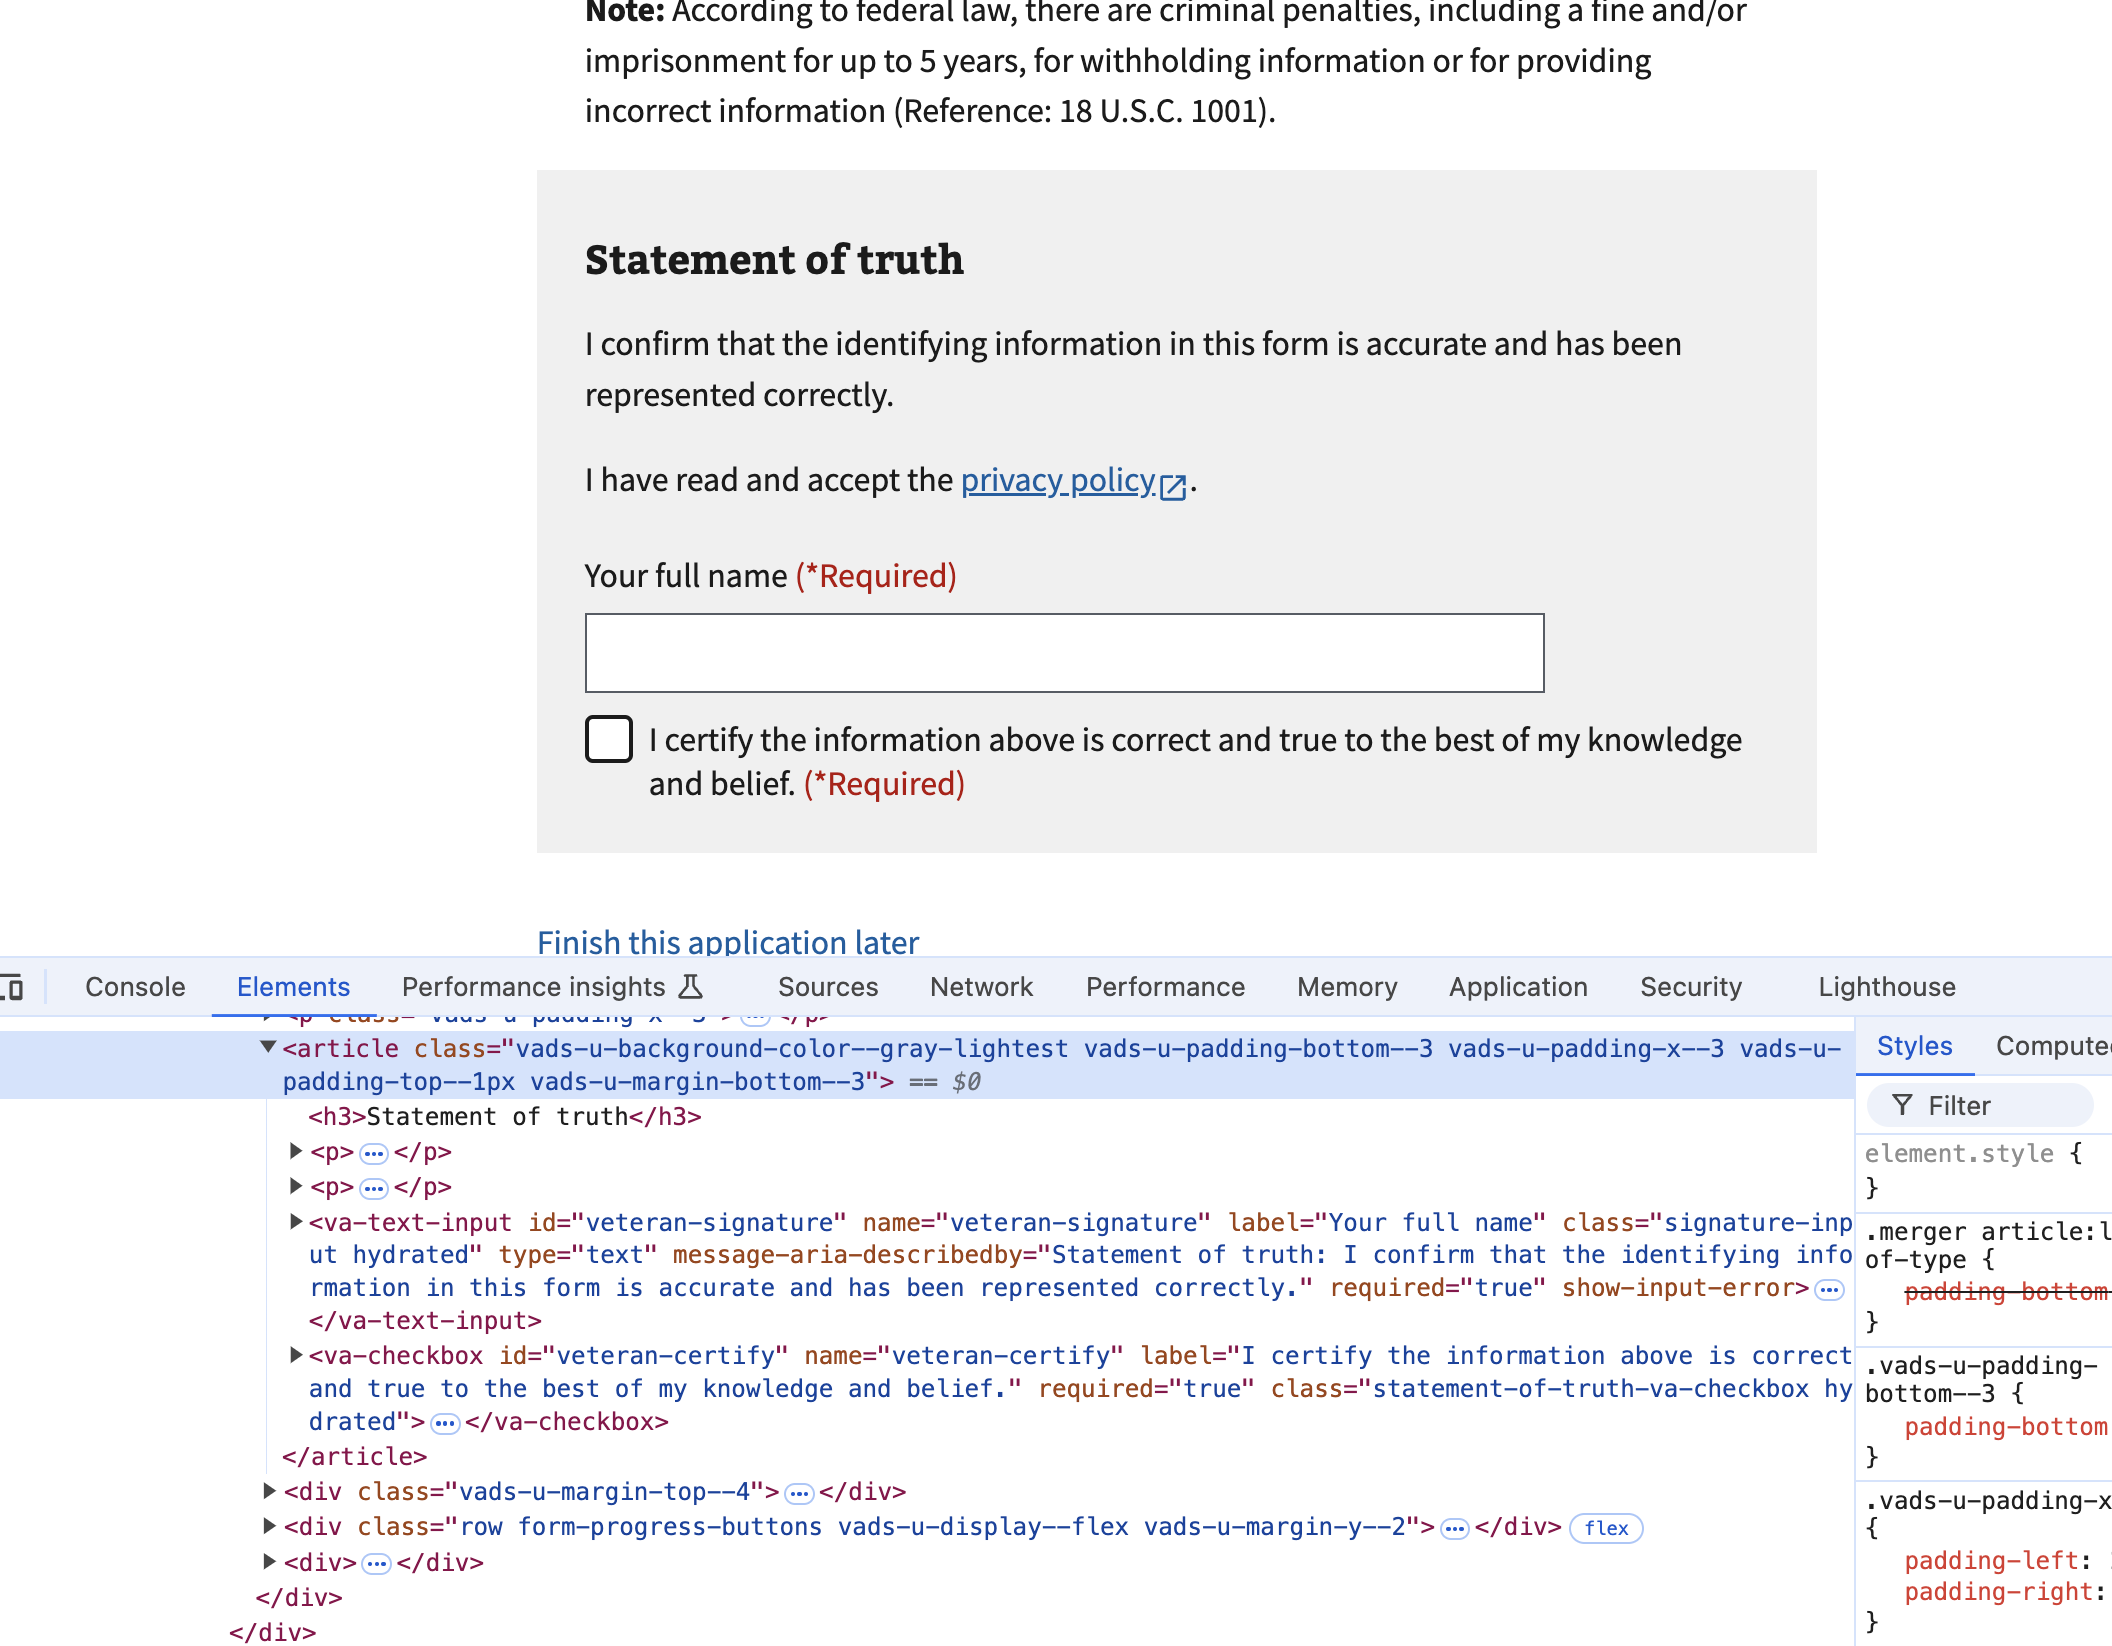 Note: According to federal law, there are criminal penalties, including a fine and/or
imprisonment for up to 5 years, for withholding information or for providing
incorrect information (Reference: 18 U.S.C. 1001).
Statement of truth
I confirm that the identifying information in this form is accurate and has been
represented correctly.
I have read and accept the privacy policy.
Your full name (*Required)
I certify the information above is correct and true to the best of my knowledge
and belief. (*Required)
Finish this application later
Console Elements Performance insights Sources Network Performance Memory Application Security Lighthouse
<article class="vads-u-background-color--gray-lightest vads-u-padding-bottom--3 vads-u-padding-x--3 vads-u-
padding-top--1px vads-u-margin-bottom--3"> == $0
<h3>Statement of truth</h3>
<p>…</p>
<p>…</p>
<va-text-input id="veteran-signature" name="veteran-signature" label="Your full name" class="signature-inp
ut hydrated" type="text" message-aria-describedby="Statement of truth: I confirm that the identifying info
rmation in this form is accurate and has been represented correctly." required="true" show-input-error>…
</va-text-input>
<va-checkbox id="veteran-certify" name="veteran-certify" label="I certify the information above is correct
and true to the best of my knowledge and belief." required="true" class="statement-of-truth-va-checkbox hy
drated">…</va-checkbox>
</article>
<div class="vads-u-margin-top--4">…</div>
<div class="row form-progress-buttons vads-u-display--flex vads-u-margin-y--2">…</div> flex
<div>…</div>
</div>
</div>
Styles Compute
Filter
element.style {
}
.merger article:l
of-type {
padding-bottom
}
.vads-u-padding-
bottom--3 {
padding-bottom
}
.vads-u-padding-x
{
padding-left:
padding-right:
}